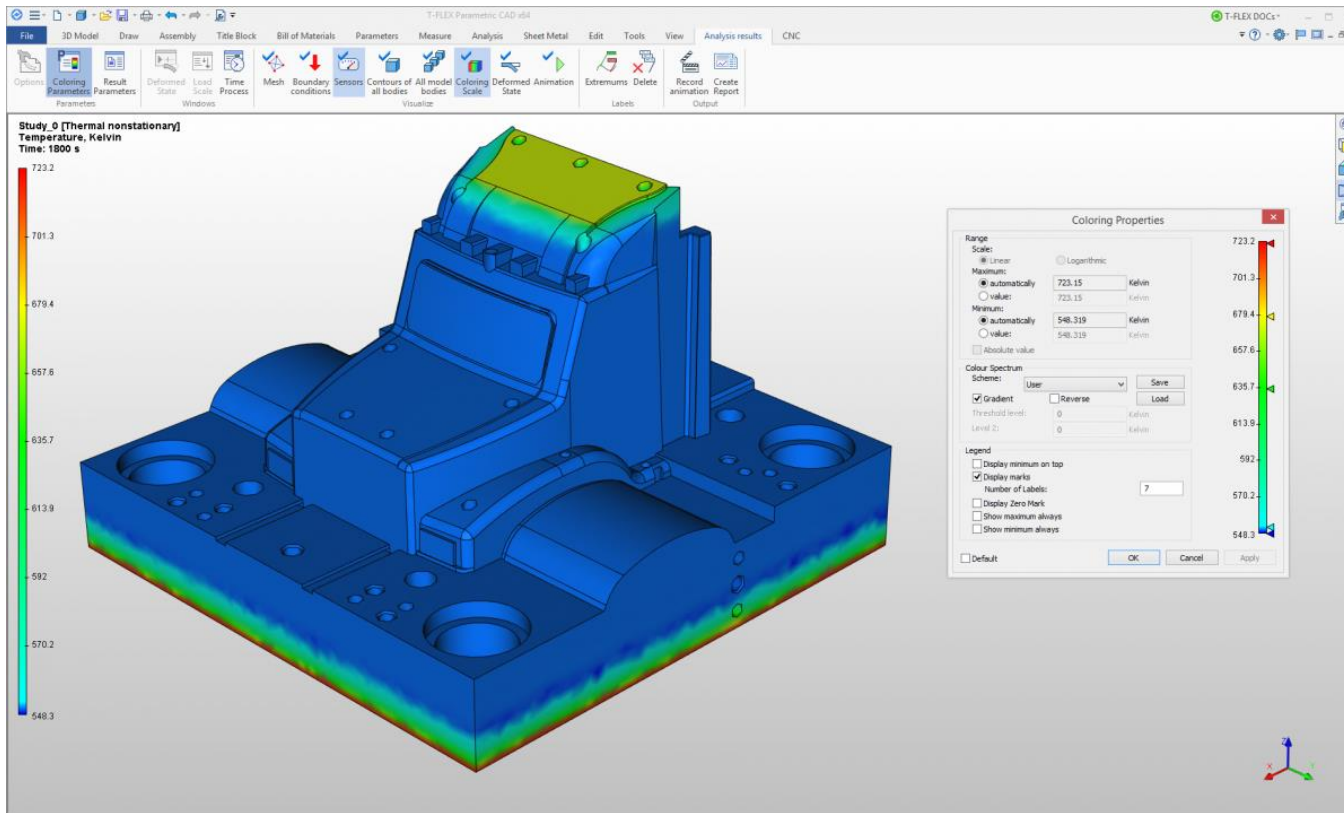 T-FLEX Parametric CAD x64
T-FLEX DOCs
File 3D Model Draw Assembly Title Block Bill of Materials Parameters Measure Analysis Sheet Metal Edit Tools View Analysis results CNC
Options Coloring Parameters Result Parameters Deformed State Load Scale Time Process Mesh Boundary conditions Sensors Contours of all bodies All model bodies Coloring Scale Deformed State Animation Extremums Delete Record animation Create Report
Parameters Windows Visualize Labels Output
Study_0 [Thermal nonstationary]
Temperature, Kelvin
Time: 1800 s
723.2
701.3
679.4
657.6
635.7
613.9
592
570.2
548.3
Coloring Properties
Range
Scale:
Linear Logarithmic
Maximum:
automatically 723.15 Kelvin
value: 723.15 Kelvin
Minimum:
automatically 548.319 Kelvin
value: 548.319 Kelvin
Absolute value
Colour Spectrum
Scheme: User Save
Gradient Reverse Load
Threshold level: 0 Kelvin
Level 2: 0 Kelvin
Legend
Display minimum on top
Display marks
Number of Labels: 7
Display Zero Mark
Show maximum always
Show minimum always
Default OK Cancel Apply
723.2
701.3
679.4
657.6
635.7
613.9
592
570.2
548.3
Z
X
Y